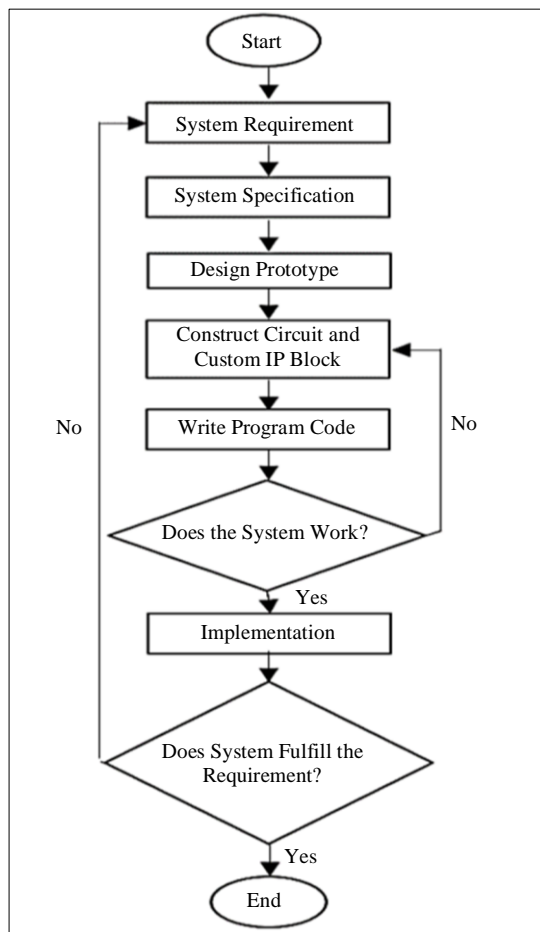 Start
System Requirement
System Specification
Design Prototype
Construct Circuit and
Custom IP Block
No
No
Write Program Code
Does the System Work?
Yes
Implementation
Does System Fulfill the
Requirement?
Yes
End